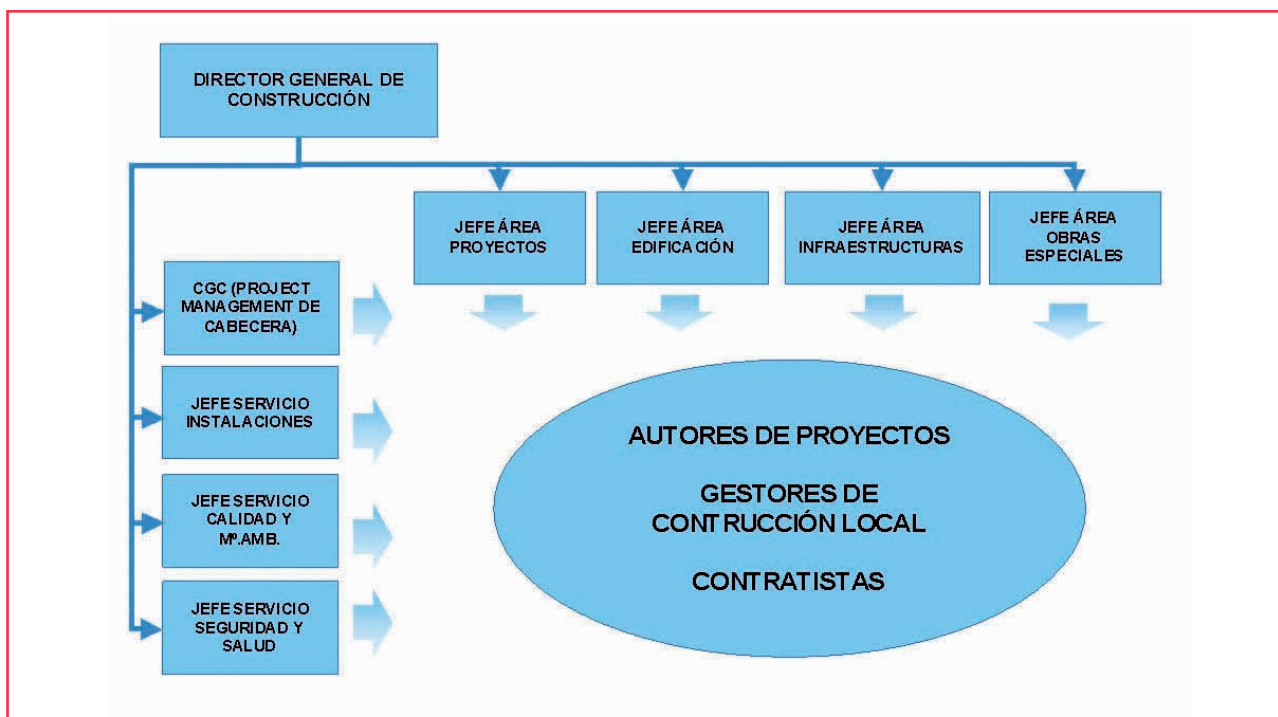 DIRECTOR GENERAL DE
CONSTRUCCIÓN
JEFE ÁREA
PROYECTOS
JEFE ÁREA
EDIFICACIÓN
JEFE ÁREA
INFRAESTRUCTURAS
JEFE ÁREA
OBRAS
ESPECIALES
CGC (PROJECT
MANAGEMENT DE
CABECERA)
JEFE SERVICIO
INSTALACIONES
JEFE SERVICIO
CALIDAD Y
Mº.AMB.
JEFE SERVICIO
SEGURIDAD Y
SALUD
AUTORES DE PROYECTOS
GESTORES DE
CONTRUCCIÓN LOCAL
CONTRATISTAS